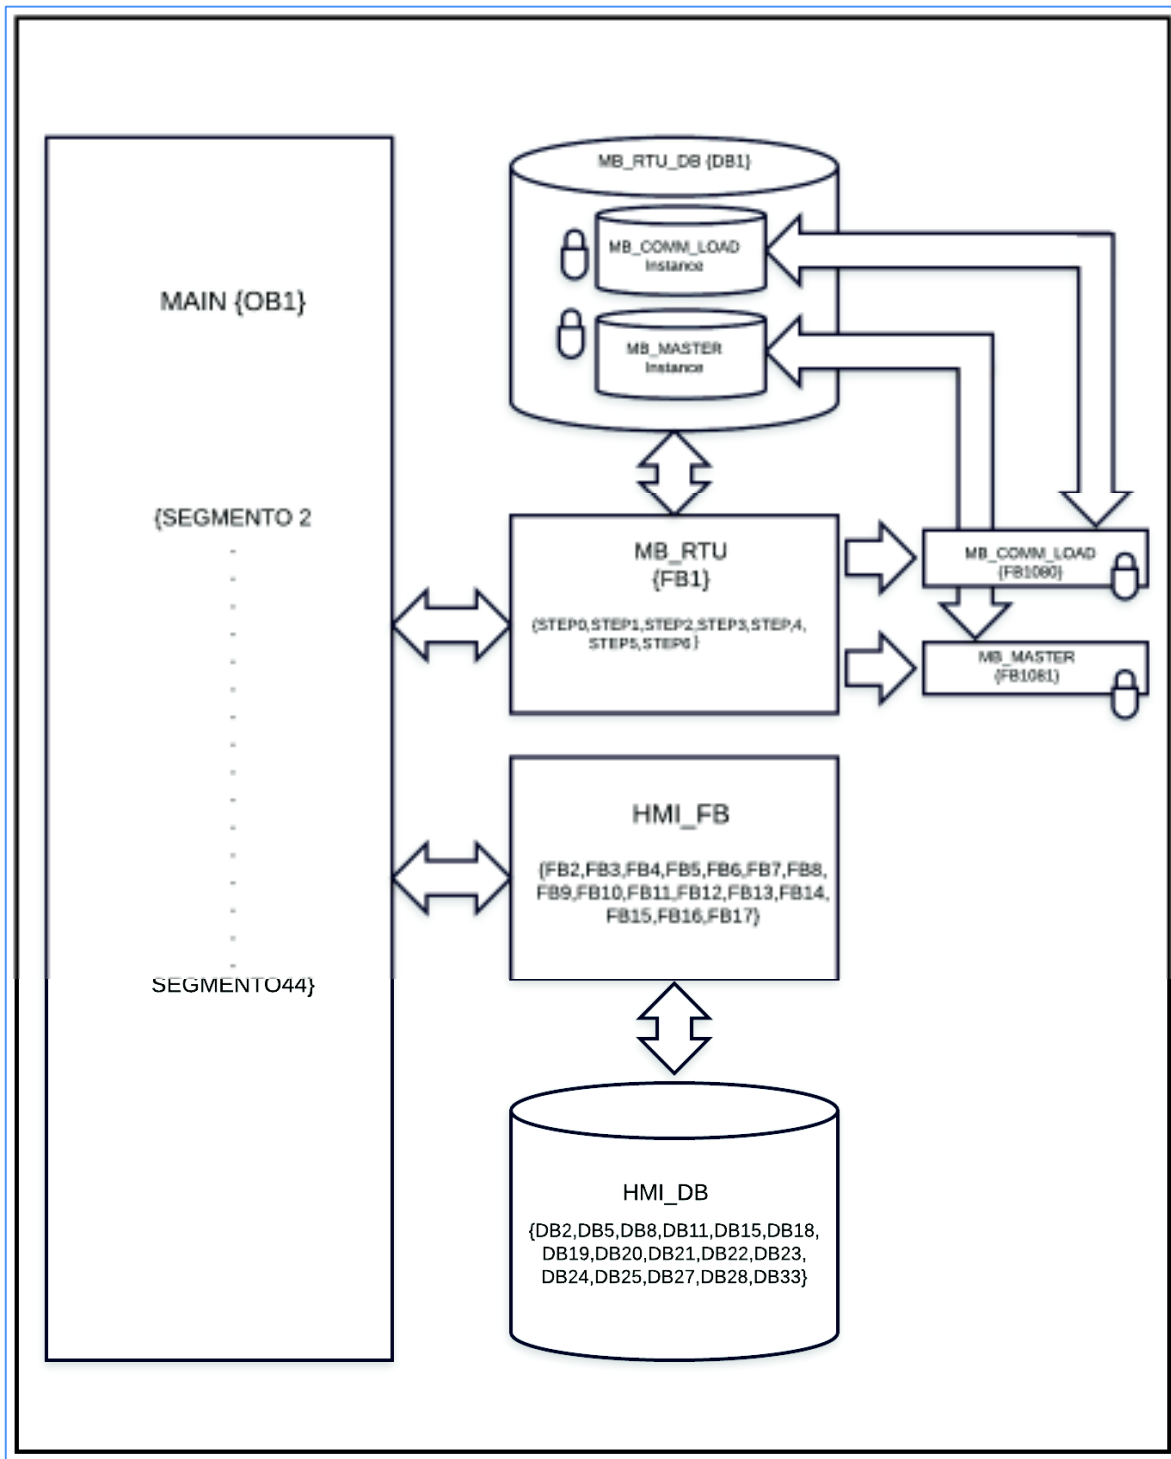 MAIN {OB1}
{SEGMENTO 2
SEGMENTO44}
MB_RTU_DB {DB1}
MB_COMM_LOAD
Instance
MB_MASTER
Instance
MB_RTU
{FB1}
{STEP0,STEP1,STEP2,STEP3,STEP,4,
STEP5,STEP6}
MB_COMM_LOAD
{FB1080}
MB_MASTER
{FB1081}
HMI_FB
{FB2,FB3,FB4,FB5,FB6,FB7,FB8,
FB9,FB10,FB11,FB12,FB13,FB14,
FB15,FB16,FB17}
HMI_DB
{DB2,DB5,DB8,DB11,DB15,DB18,
DB19,DB20,DB21,DB22,DB23,
DB24,DB25,DB27,DB28,DB33}